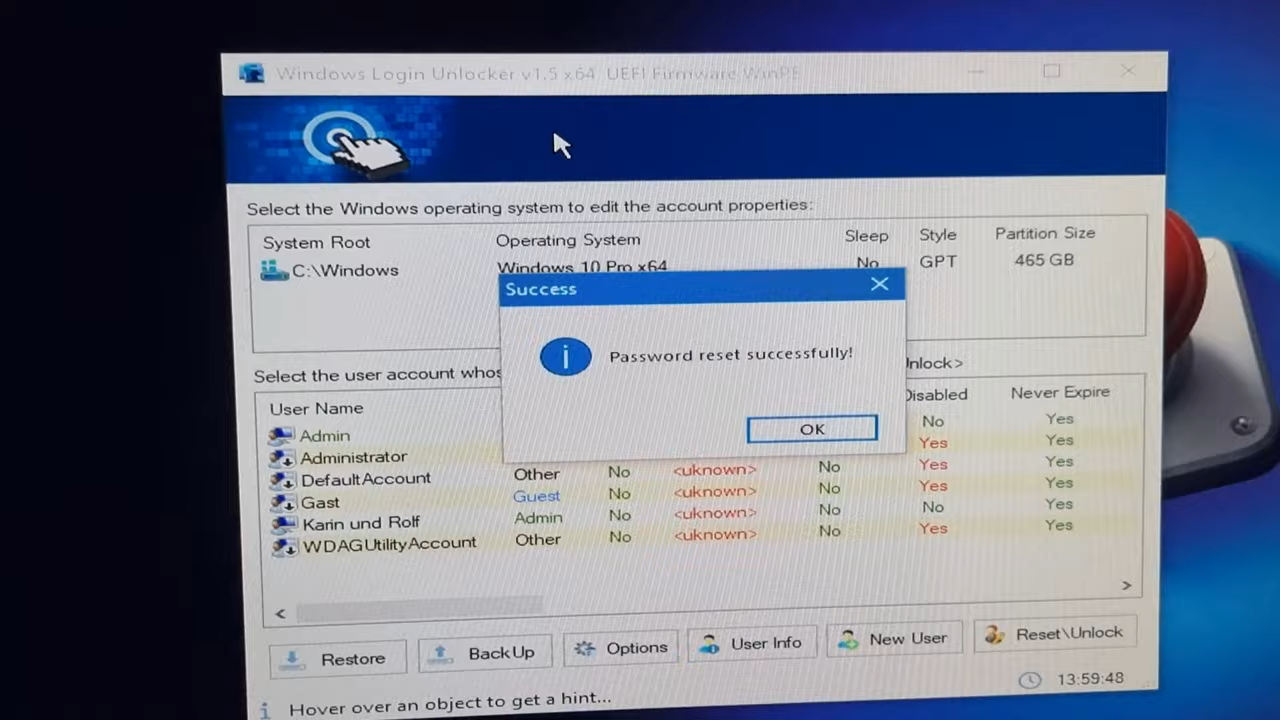 Windows Login Unlocker v1.5 x64 UEFI Firmware WinPE
Select the Windows operating system to edit the account properties:
System Root Operating System Sleep Style Partition Size
C:\Windows Windows 10 Pro x64 No GPT 465 GB
Success
Password reset successfully!
OK
Select the user account whos nlock>
User Name Disabled Never Expire
Admin No Yes
Administrator Yes Yes
DefaultAccount Other No <uknown> No Yes Yes
Gast Guest No <uknown> No Yes Yes
Karin und Rolf Admin No <uknown> No No Yes
WDAGUtilityAccount Other No <uknown> No Yes Yes
Restore BackUp Options User Info New User Reset\Unlock
13:59:48
Hover over an object to get a hint...